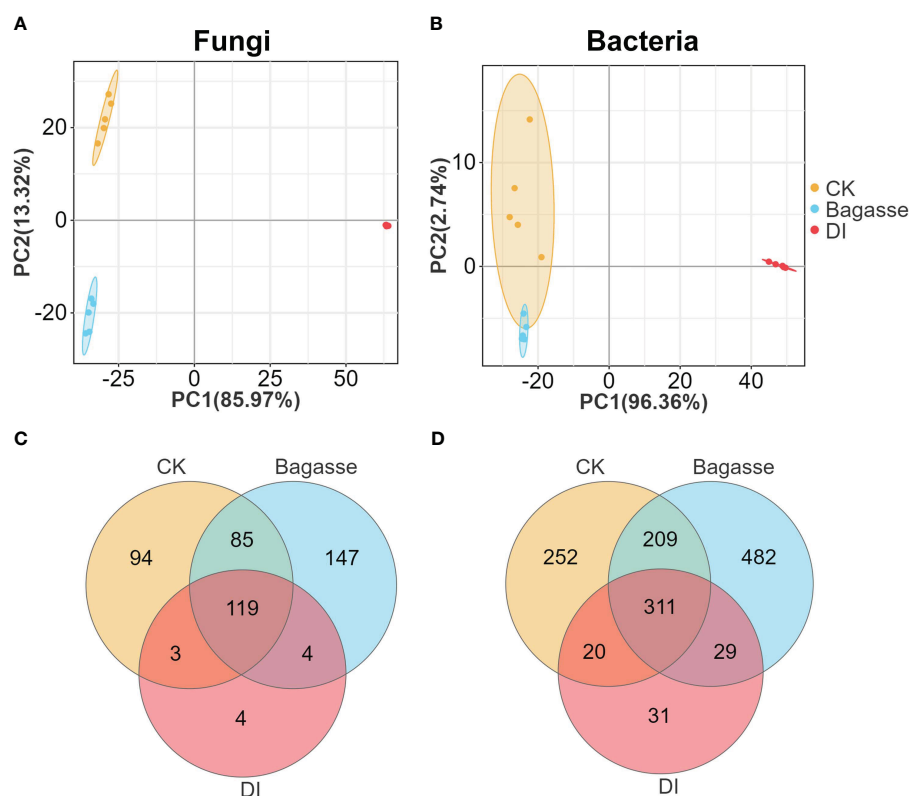 A
Fungi
20
0
-20
PC2(13.32%)
-25
0
25
50
PC1(85.97%)
B
Bacteria
10
0
PC2(2.74%)
-20
0
20
40
PC1(96.36%)
CK
Bagasse
DI
C
CK
Bagasse
94
85
147
119
3
4
4
DI
D
CK
Bagasse
252
209
482
311
20
29
31
DI